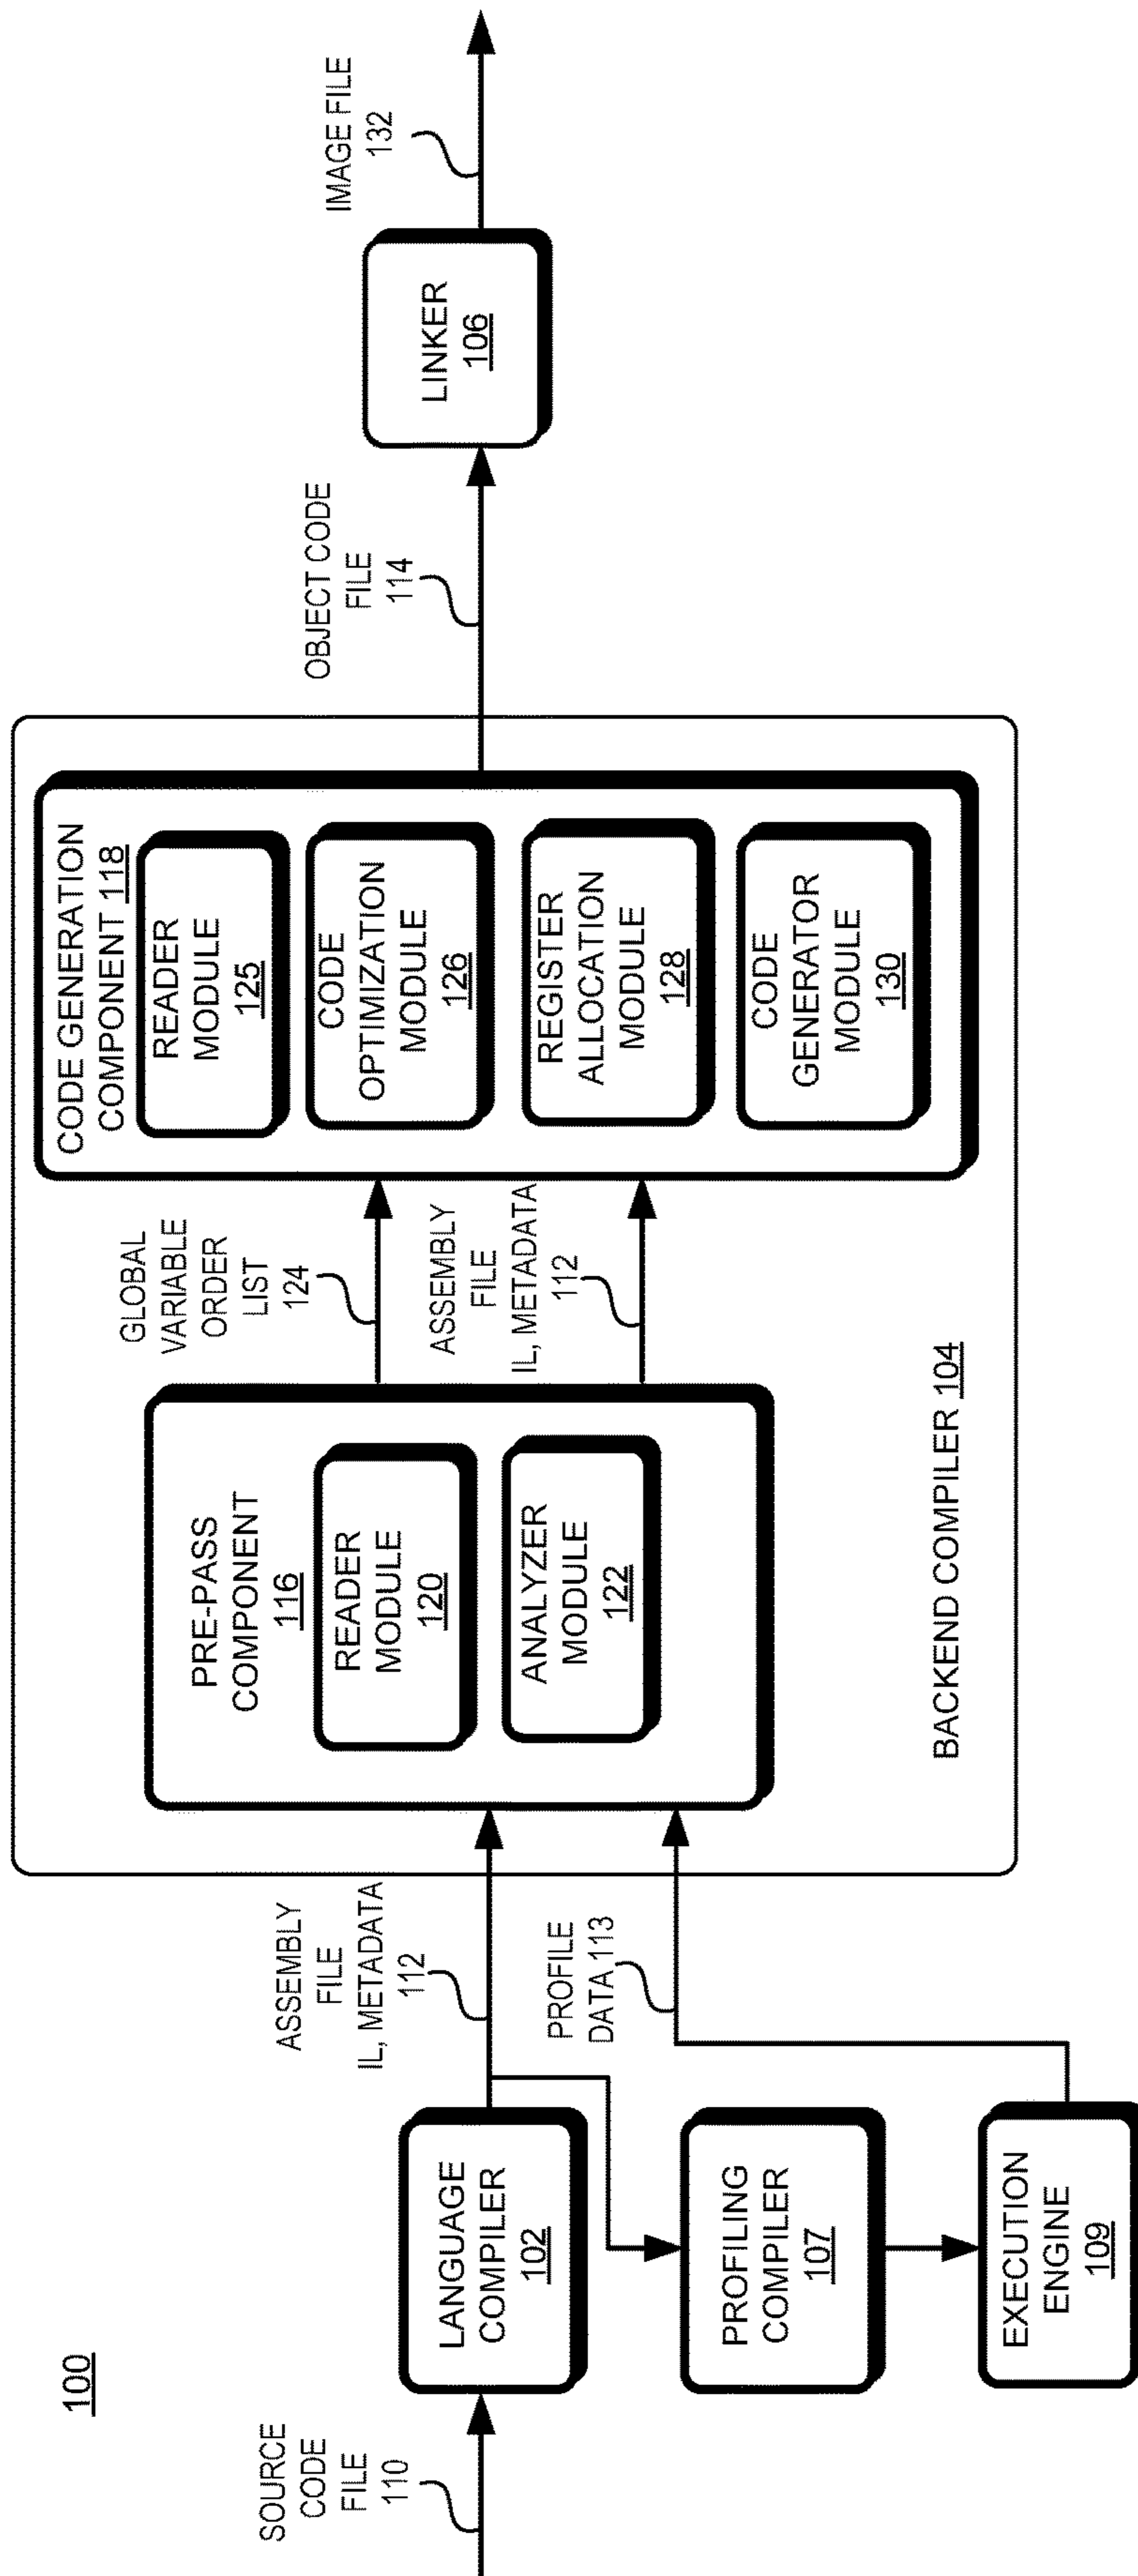 100
SOURCE
CODE
FILE
110
LANGUAGE
COMPILER
102
PROFILING
COMPILER
107
EXECUTION
ENGINE
109
ASSEMBLY
FILE
IL, METADATA
112
PROFILE
DATA 113
PRE-PASS
COMPONENT
116
READER
MODULE
120
ANALYZER
MODULE
122
BACKEND COMPILER 104
GLOBAL
VARIABLE
ORDER
LIST
124
ASSEMBLY
FILE
IL, METADATA
112
CODE GENERATION
COMPONENT 118
READER
MODULE
125
CODE
OPTIMIZATION
MODULE
126
REGISTER
ALLOCATION
MODULE
128
CODE
GENERATOR
MODULE
130
OBJECT CODE
FILE
114
LINKER
106
IMAGE FILE
132